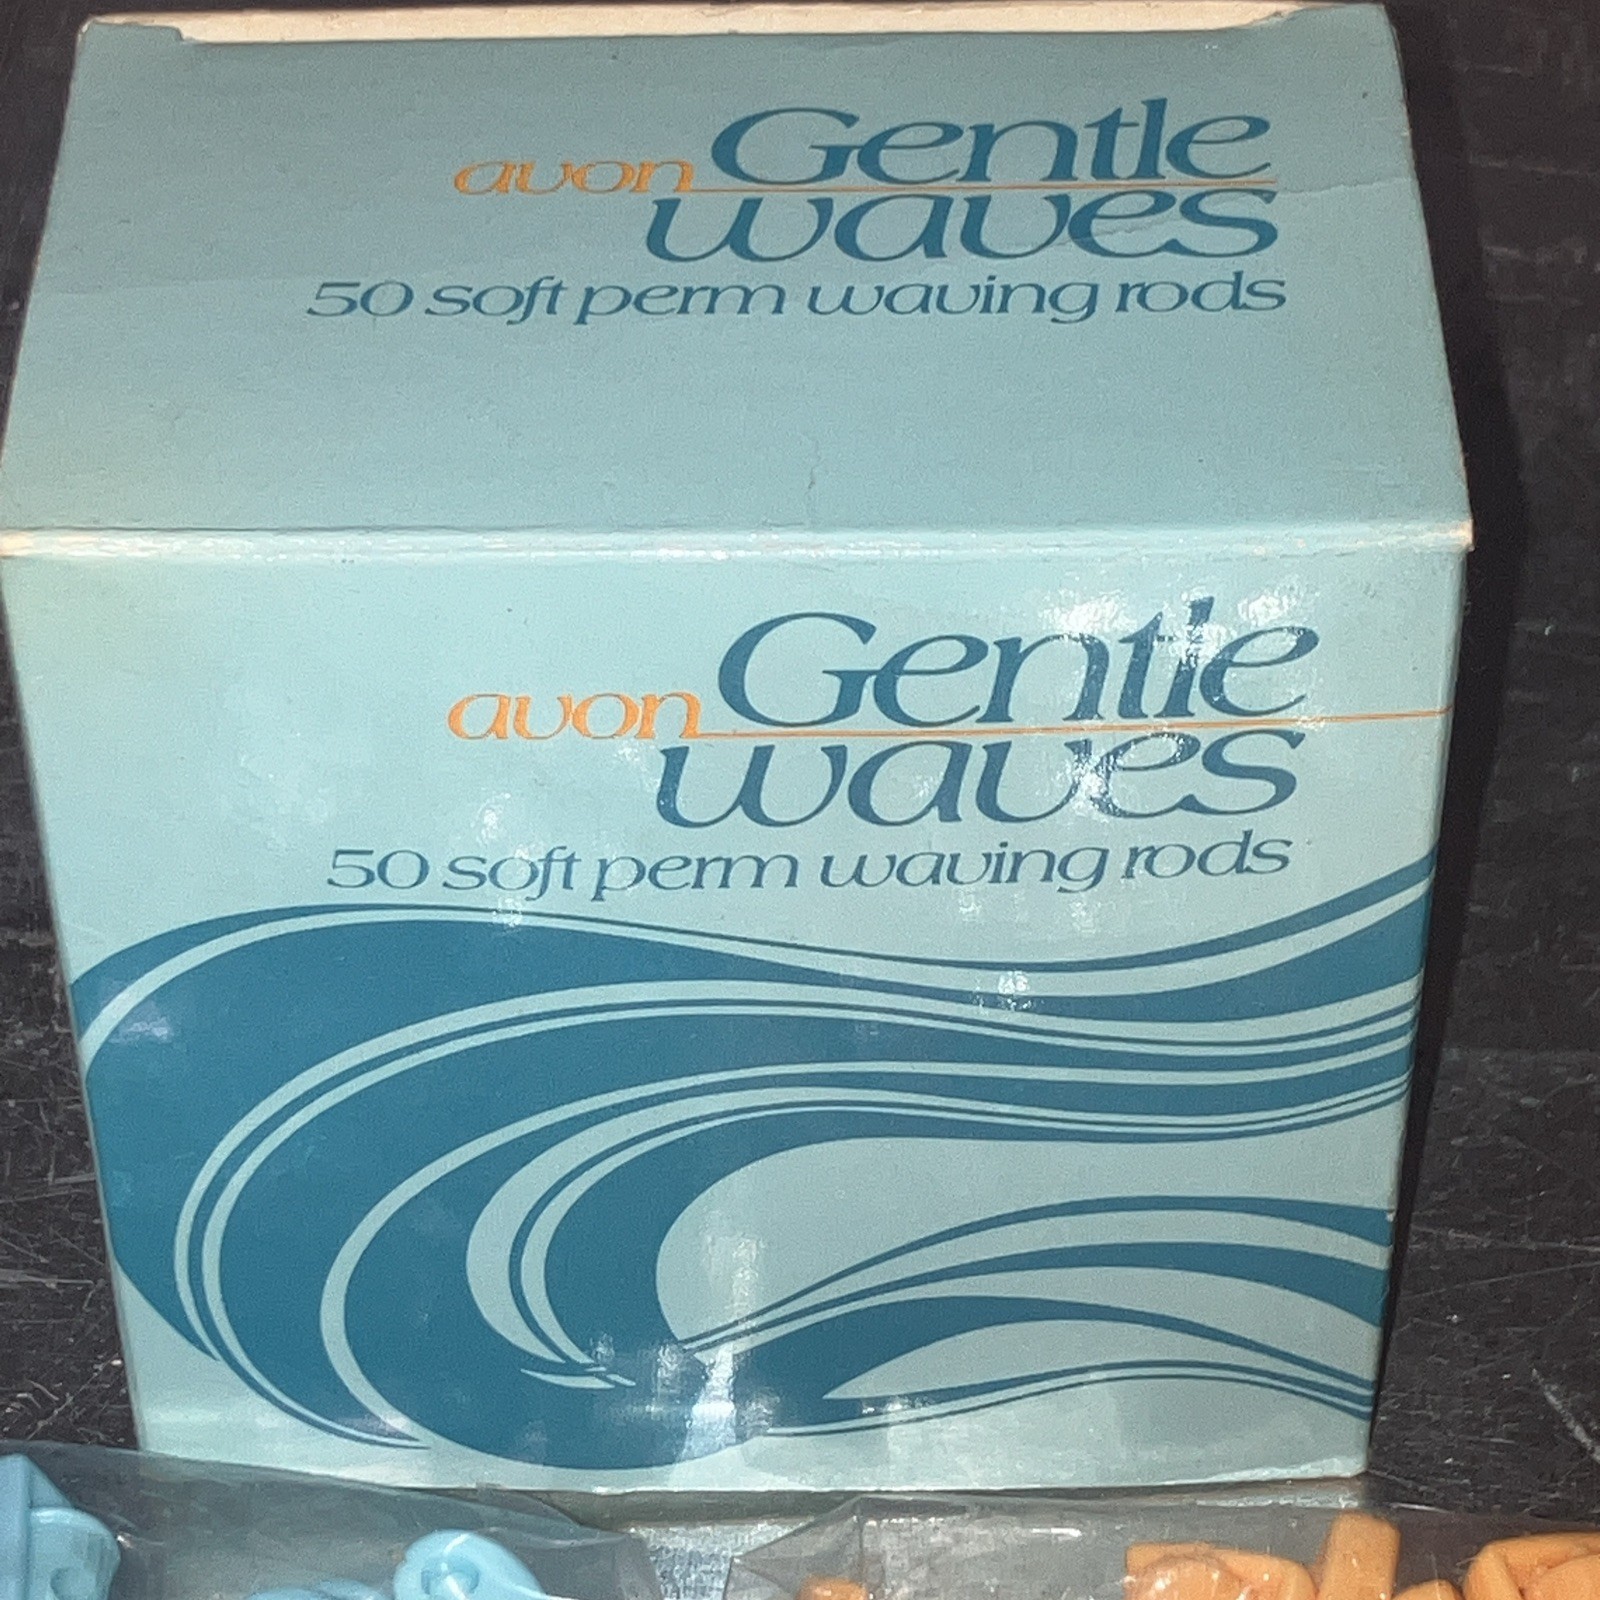 avon Gentle
waves
50 soft perm waving rods
avon Gentle
waves
50 soft perm waving rods